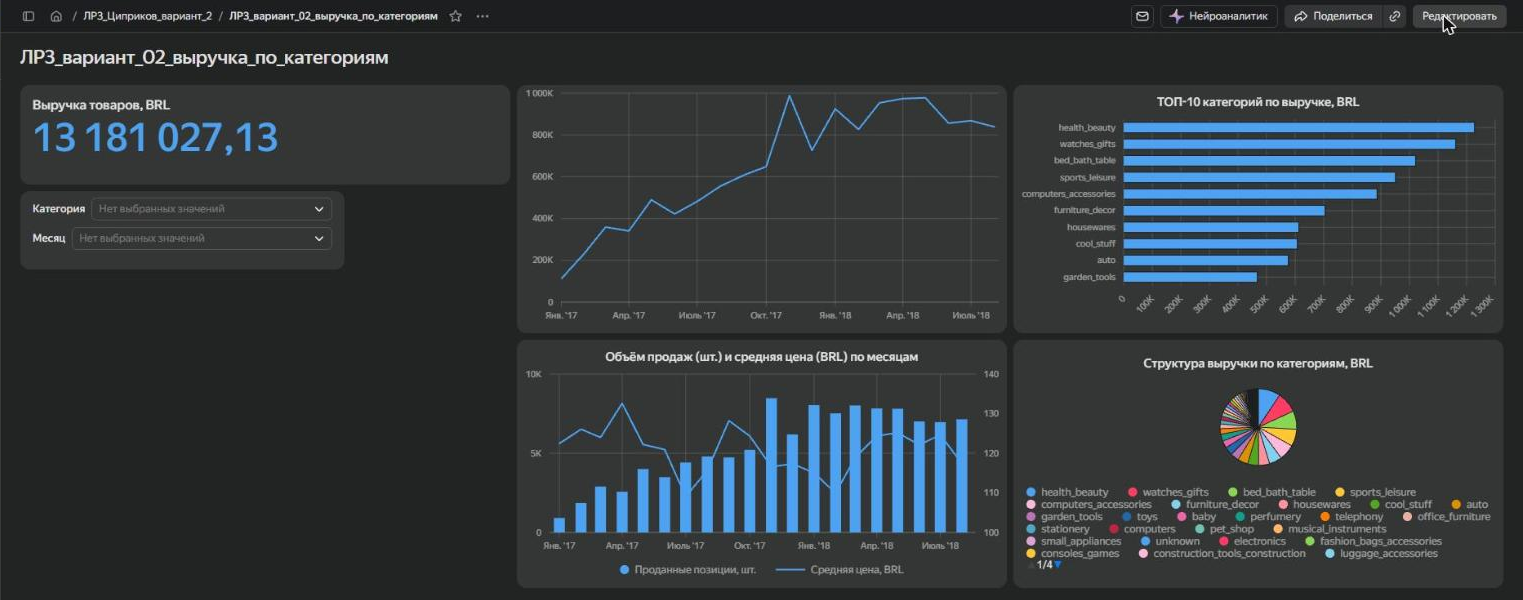 / ЛР3_Циприков_вариант_2 / ЛР3_вариант_02_выручка_по_категориям
Нейроаналитик
Поделиться
Редактировать
ЛР3_вариант_02_выручка_по_категориям
Выручка товаров, BRL
13 181 027,13
Категория Нет выбранных значений
Месяц Нет выбранных значений
1 000K
800K
600K
400K
200K
0
Янв. '17 Апр. '17 Июль '17 Окт. '17 Янв. '18 Апр. '18 Июль '18
ТОП-10 категорий по выручке, BRL
health_beauty
watches_gifts
bed_bath_table
sports_leisure
computers_accessories
furniture_decor
housewares
cool_stuff
auto
garden_tools
0 100K 200K 300K 400K 500K 600K 700K 800K 900K 1 000K 1 100K 1 200K 1 300K
Объём продаж (шт.) и средняя цена (BRL) по месяцам
10K 140
130
5K 120
110
0 100
Янв. '17 Апр. '17 Июль '17 Окт. '17 Янв. '18 Апр. '18 Июль '18
Проданные позиции, шт. Средняя цена, BRL
Структура выручки по категориям, BRL
health_beauty watches_gifts bed_bath_table sports_leisure
computers_accessories furniture_decor housewares cool_stuff auto
garden_tools toys baby perfumery telephony office_furniture
stationery computers pet_shop musical_instruments
small_appliances unknown electronics fashion_bags_accessories
consoles_games construction_tools_construction luggage_accessories
1/4